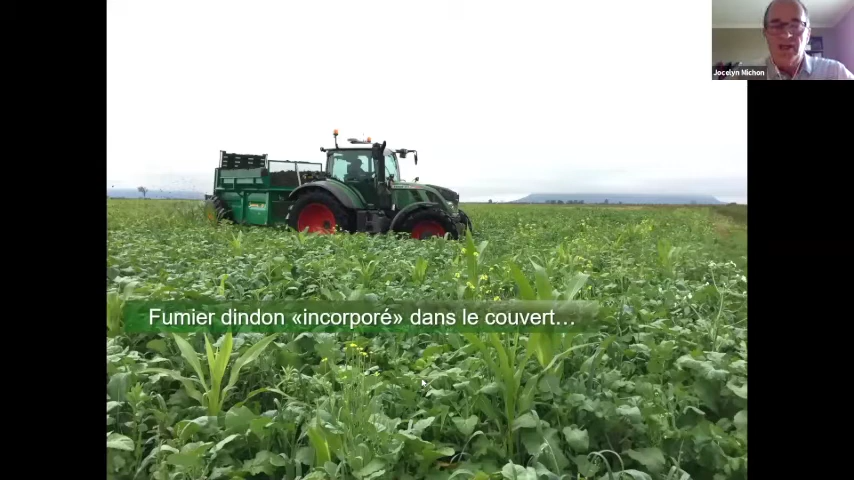 Jocelyn Michon
Fumier dindon «incorporé» dans le couvert…